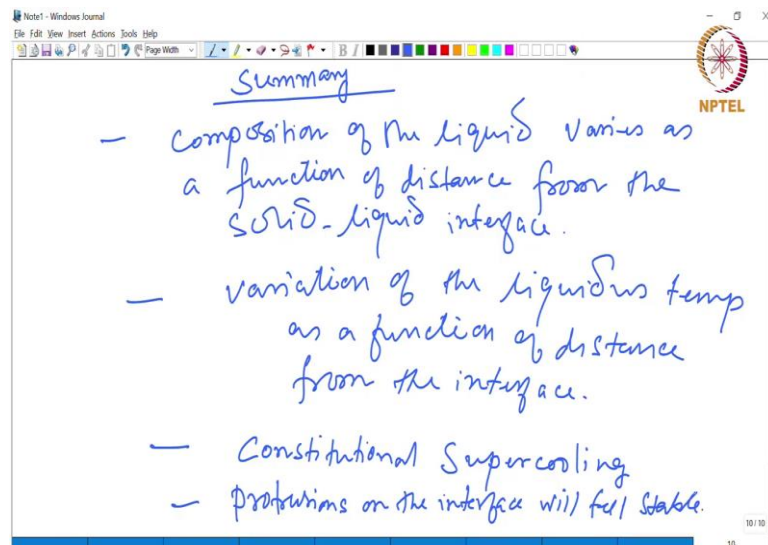 Note1 - Windows Journal
File Edit View Insert Actions Tools Help
Page Width
B I
NPTEL
Summary
- Composition of the liquid varies as
a function of distance from the
solid-liquid interface.
- variation of the liquidus temp
as a function of distance
from the interface.
- Constitutional Supercooling
- Protrusions on the interface will feel stable.
10 / 10
10